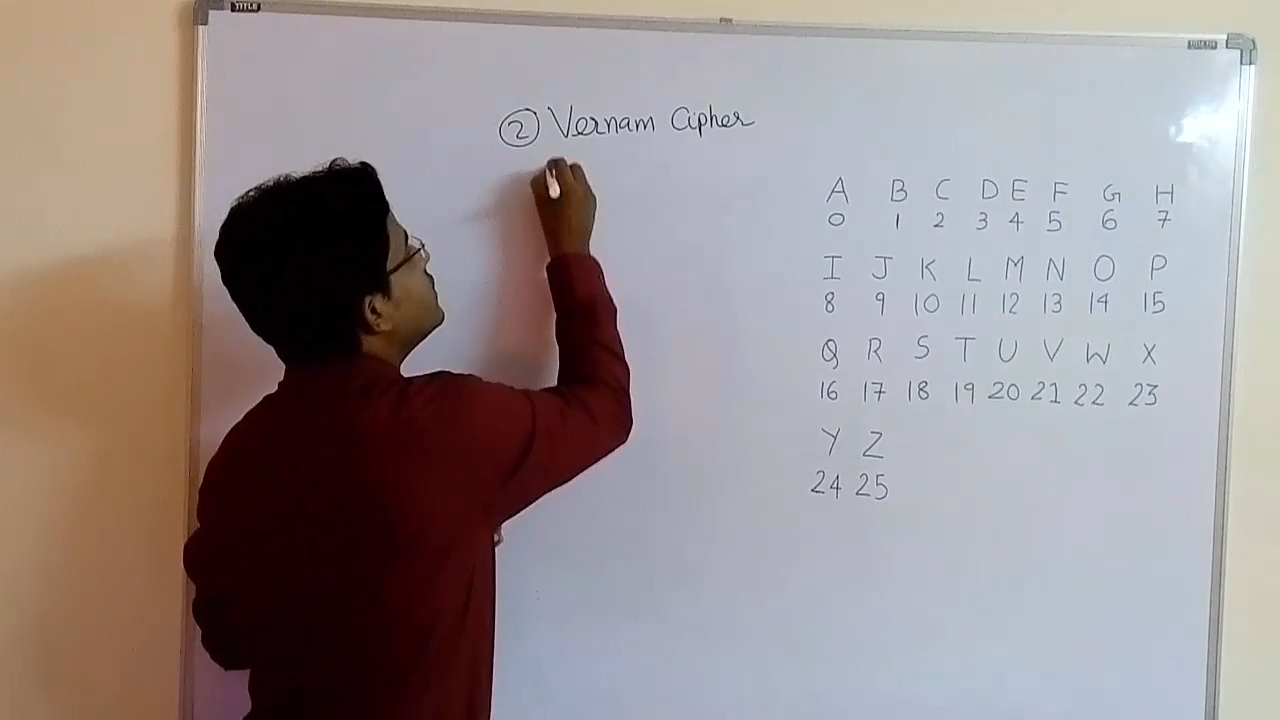 ② Vernam Cipher
A B C D E F G H
0 1 2 3 4 5 6 7
I J K L M N O P
8 9 10 11 12 13 14 15
Q R S T U V W X
16 17 18 19 20 21 22 23
Y Z
24 25